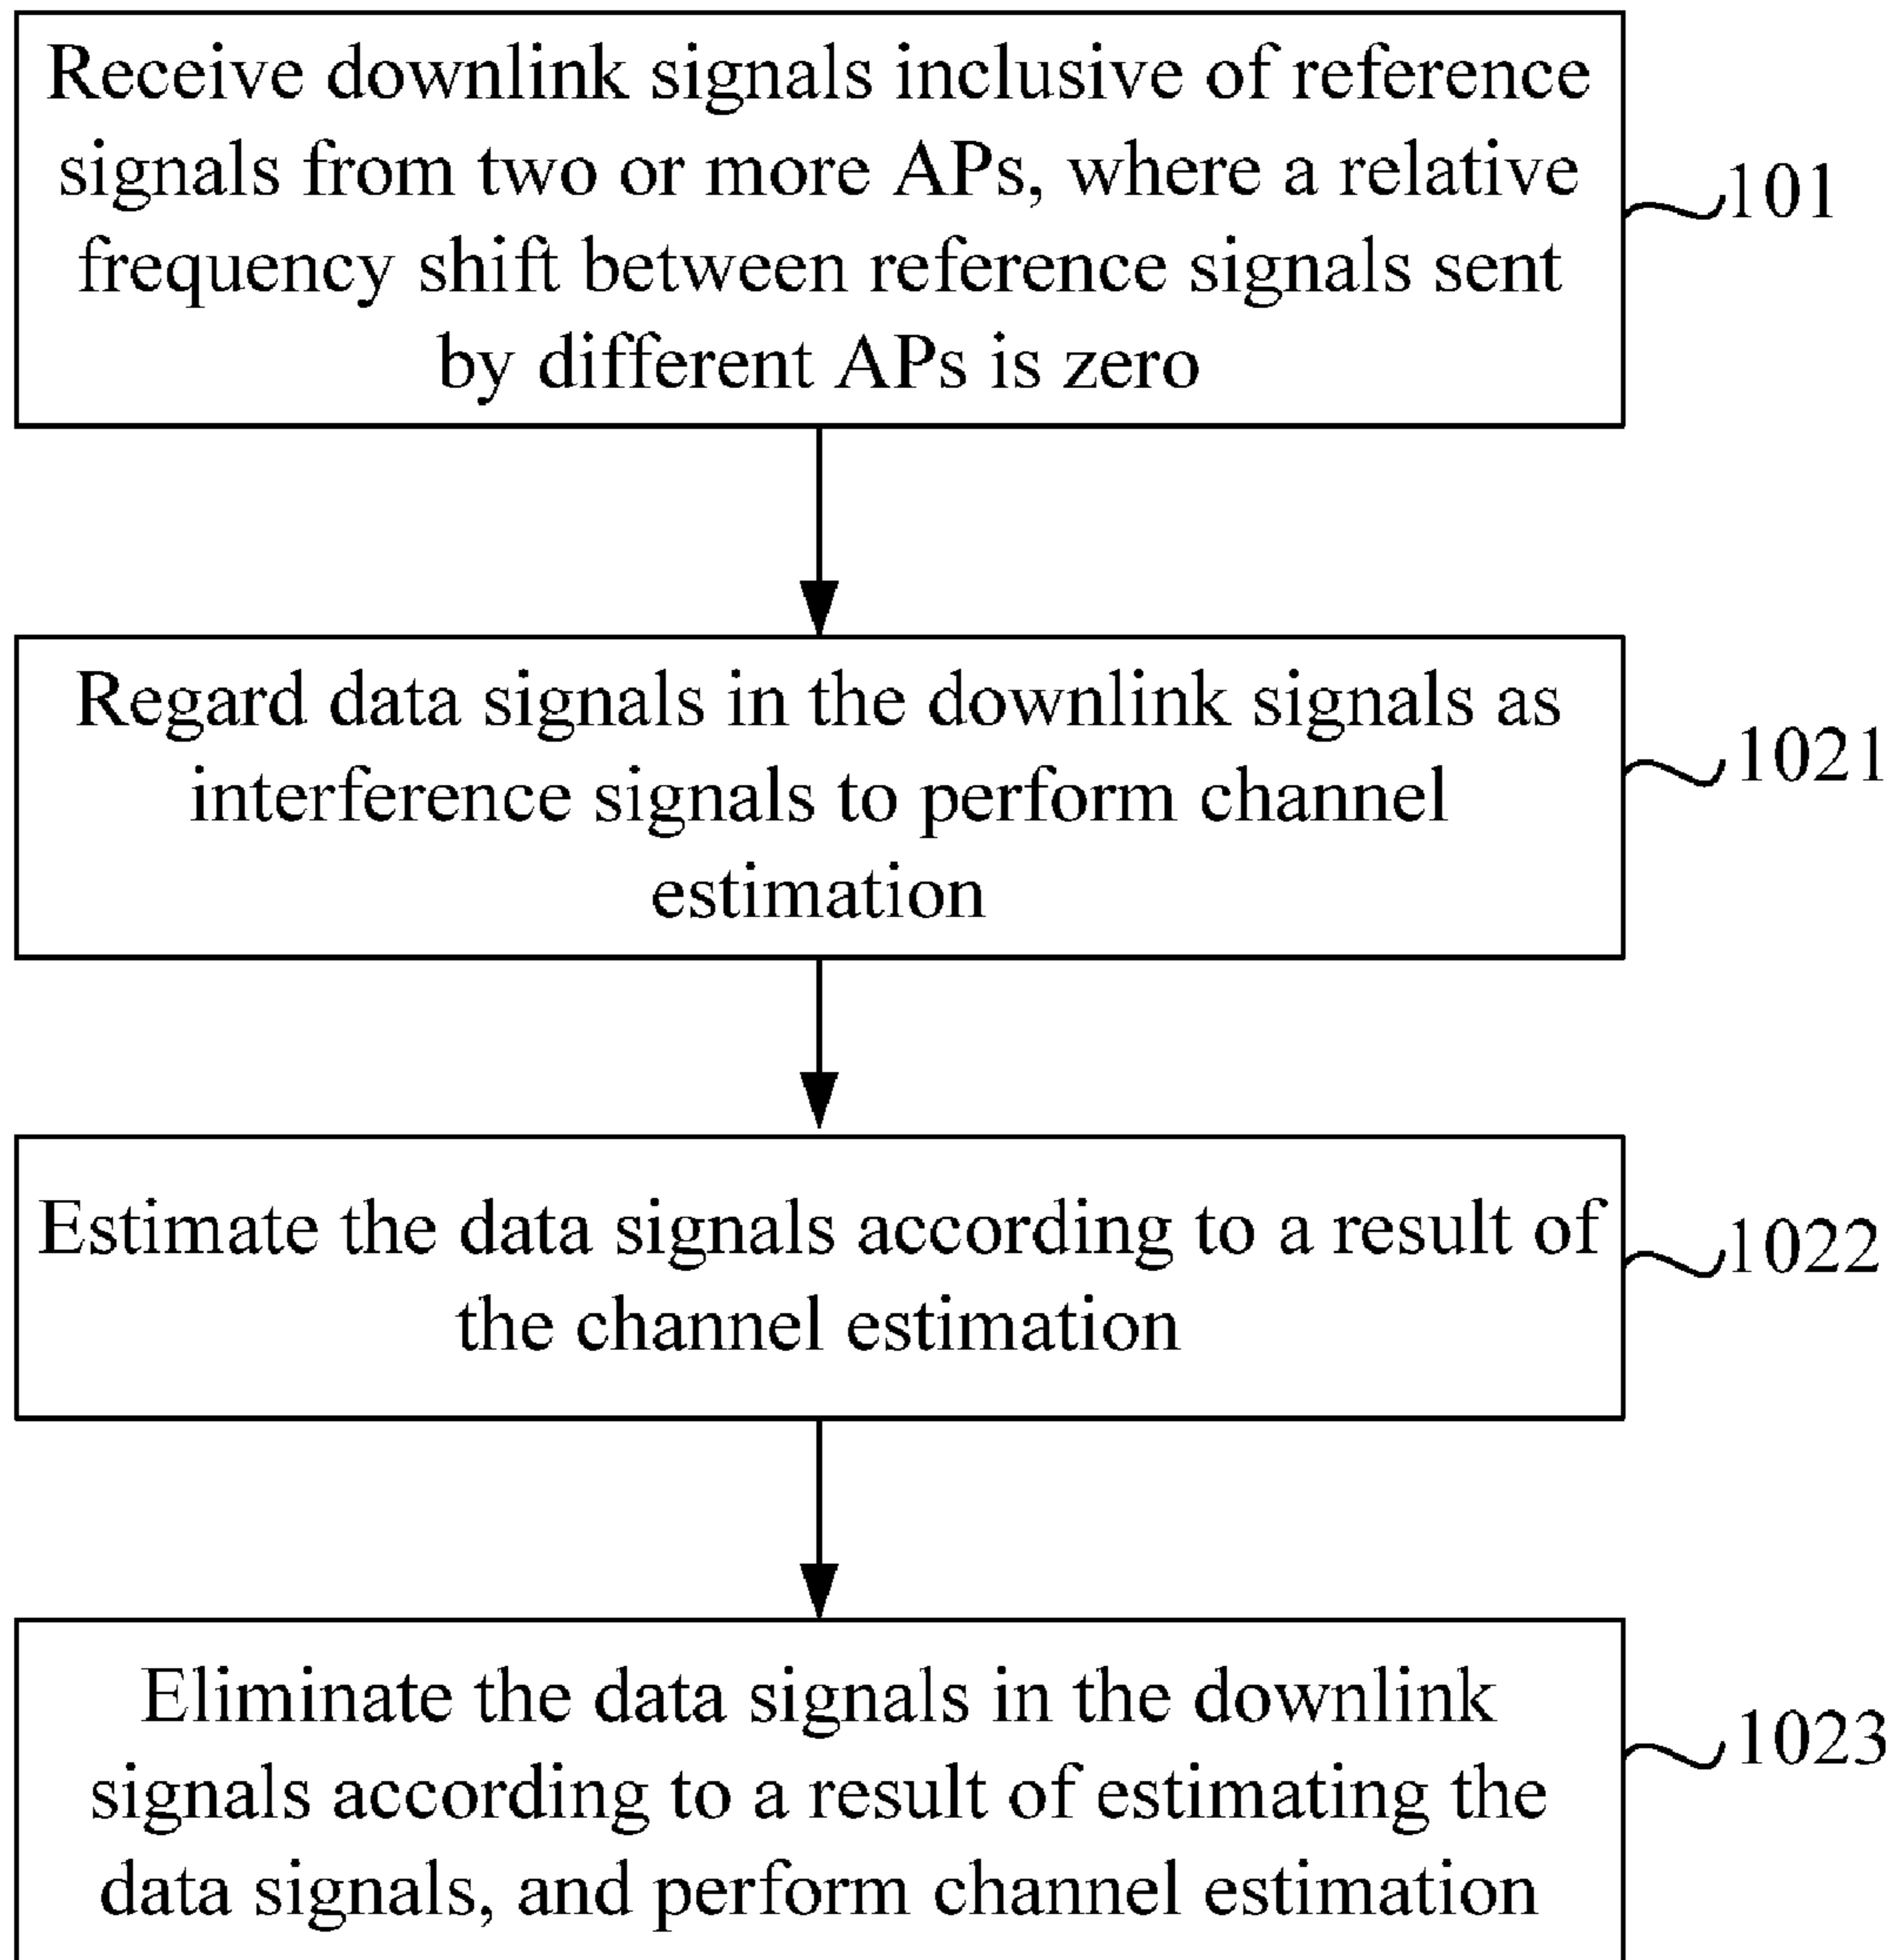 Receive downlink signals inclusive of reference
signals from two or more APs, where a relative
frequency shift between reference signals sent
by different APs is zero
101
Regard data signals in the downlink signals as
interference signals to perform channel
estimation
1021
Estimate the data signals according to a result of
the channel estimation
1022
Eliminate the data signals in the downlink
signals according to a result of estimating the
data signals, and perform channel estimation
1023